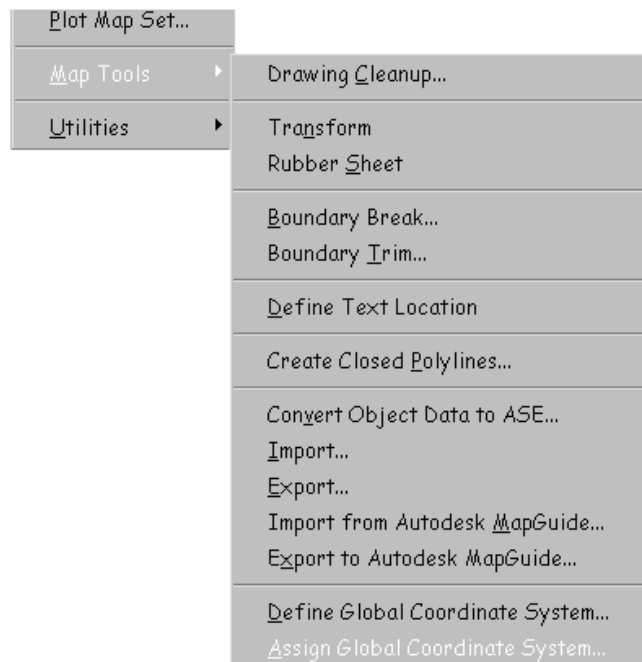 Plot Map Set...
Map Tools
Utilities
Drawing Cleanup...
Transform
Rubber Sheet
Boundary Break...
Boundary Trim...
Define Text Location
Create Closed Polylines...
Convert Object Data to ASE...
Import...
Export...
Import from Autodesk MapGuide...
Export to Autodesk MapGuide...
Define Global Coordinate System...
Assign Global Coordinate System...